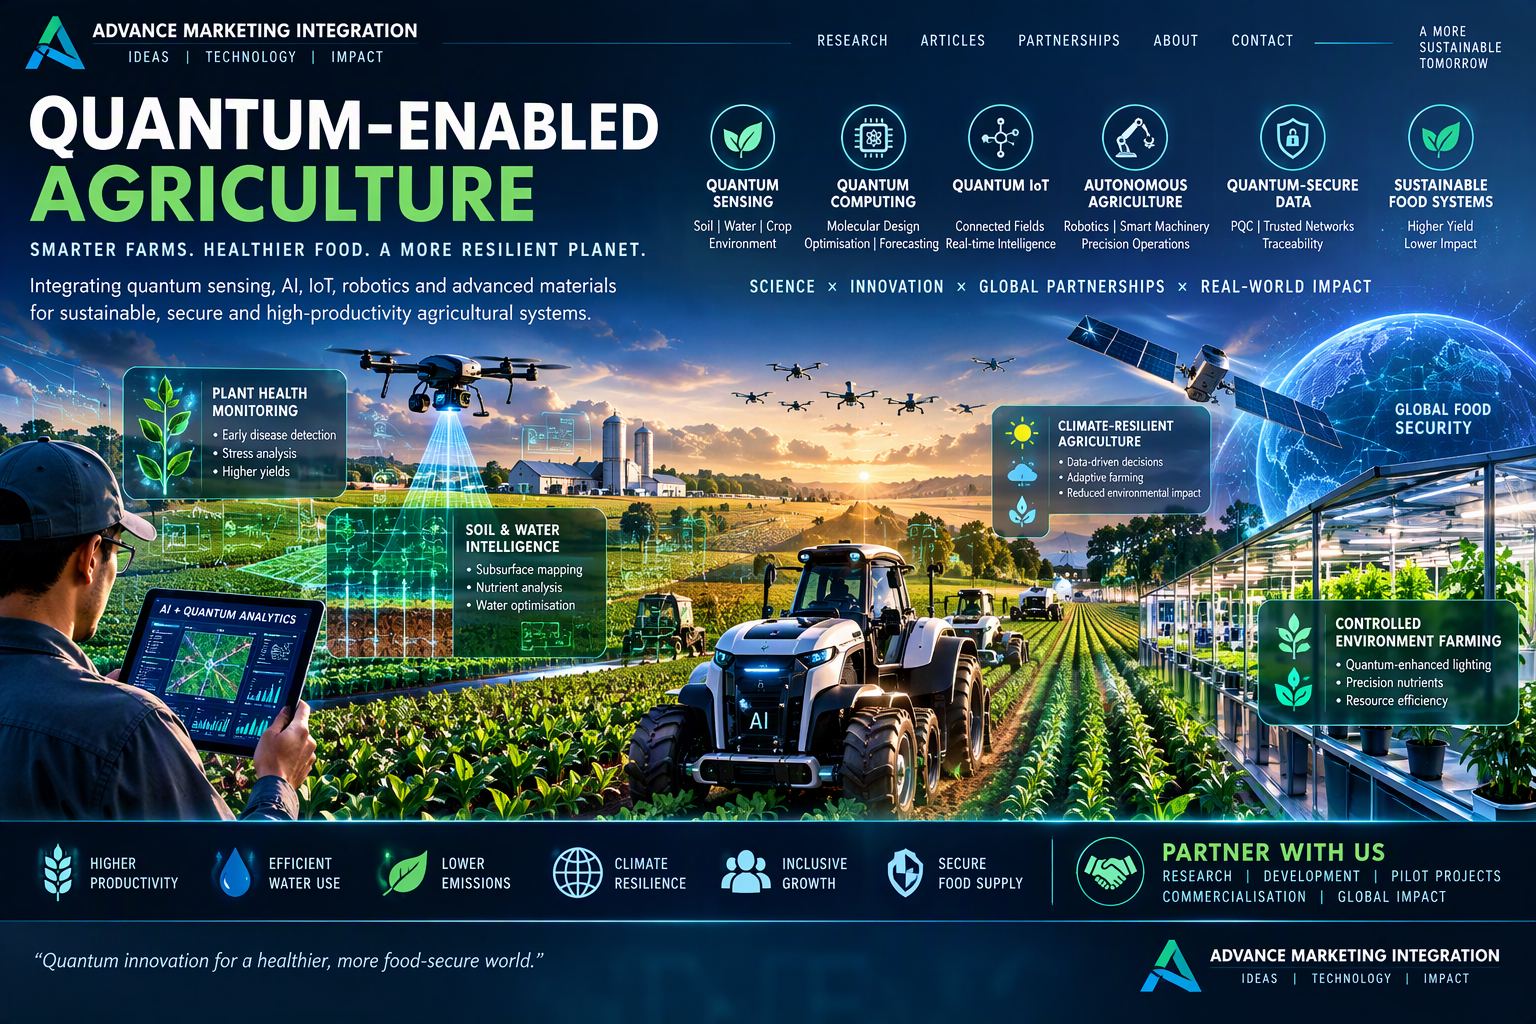 ADVANCE MARKETING INTEGRATION
IDEAS | TECHNOLOGY | IMPACT
RESEARCH ARTICLES PARTNERSHIPS ABOUT CONTACT
A MORE
SUSTAINABLE
TOMORROW
QUANTUM-ENABLED
AGRICULTURE
SMARTER FARMS. HEALTHIER FOOD. A MORE RESILIENT PLANET.
Integrating quantum sensing, AI, IoT, robotics and advanced materials
for sustainable, secure and high-productivity agricultural systems.
QUANTUM
SENSING
Soil | Water | Crop
Environment
QUANTUM
COMPUTING
Molecular Design
Optimisation | Forecasting
QUANTUM IoT
Connected Fields
Real-time Intelligence
AUTONOMOUS
AGRICULTURE
Robotics | Smart Machinery
Precision Operations
QUANTUM-SECURE
DATA
PQC | Trusted Networks
Traceability
SUSTAINABLE
FOOD SYSTEMS
Higher Yield
Lower Impact
SCIENCE × INNOVATION × GLOBAL PARTNERSHIPS × REAL-WORLD IMPACT
PLANT HEALTH
MONITORING
• Early disease detection
• Stress analysis
• Higher yields
SOIL & WATER
INTELLIGENCE
• Subsurface mapping
• Nutrient analysis
• Water optimisation
CLIMATE-RESILIENT
AGRICULTURE
• Data-driven decisions
• Adaptive farming
• Reduced environmental impact
GLOBAL FOOD
SECURITY
AI + QUANTUM ANALYTICS
AI
CONTROLLED
ENVIRONMENT FARMING
• Quantum-enhanced lighting
• Precision nutrients
• Resource efficiency
HIGHER
PRODUCTIVITY
EFFICIENT
WATER USE
LOWER
EMISSIONS
CLIMATE
RESILIENCE
INCLUSIVE
GROWTH
SECURE
FOOD SUPPLY
PARTNER WITH US
RESEARCH | DEVELOPMENT | PILOT PROJECTS
COMMERCIALISATION | GLOBAL IMPACT
“Quantum innovation for a healthier, more food-secure world.”
ADVANCE MARKETING INTEGRATION
IDEAS | TECHNOLOGY | IMPACT